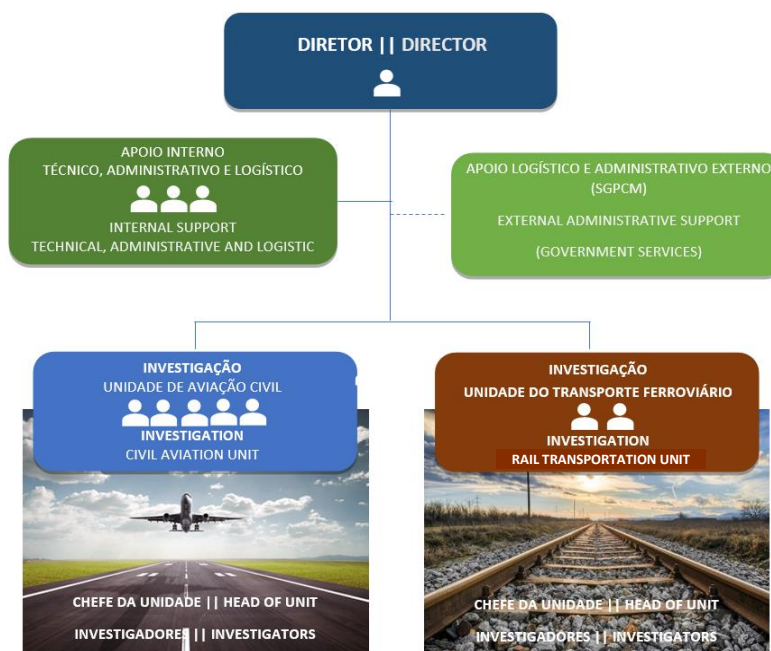 DIRETOR || DIRECTOR
APOIO INTERNO
TÉCNICO, ADMINISTRATIVO E LOGÍSTICO
INTERNAL SUPPORT
TECHNICAL, ADMINISTRATIVE AND LOGISTIC
APOIO LOGÍSTICO E ADMINISTRATIVO EXTERNO
(SGPCM)
EXTERNAL ADMINISTRATIVE SUPPORT
(GOVERNMENT SERVICES)
INVESTIGAÇÃO
UNIDADE DE AVIAÇÃO CIVIL
INVESTIGATION
CIVIL AVIATION UNIT
CHEFE DA UNIDADE || HEAD OF UNIT
INVESTIGADORES || INVESTIGATORS
INVESTIGAÇÃO
UNIDADE DO TRANSPORTE FERROVIÁRIO
INVESTIGATION
RAIL TRANSPORTATION UNIT
CHEFE DA UNIDADE || HEAD OF UNIT
INVESTIGADORES || INVESTIGATORS